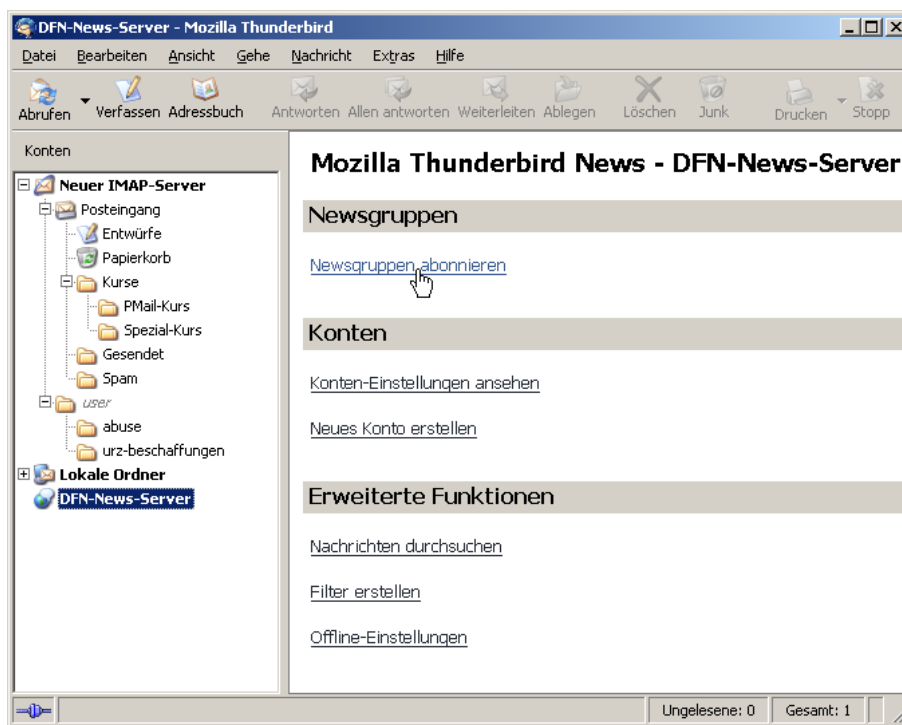 DFN-News-Server - Mozilla Thunderbird
Datei Bearbeiten Ansicht Gehe Nachricht Extras Hilfe
Abrufen Verfassen Adressbuch Antworten Allen antworten Weiterleiten Ablegen Löschen Junk Drucken Stopp
Konten
Neuer IMAP-Server
Posteingang
Entwürfe
Papierkorb
Kurse
PMail-Kurs
Spezial-Kurs
Gesendet
Spam
user
abuse
urz-beschaffungen
Lokale Ordner
DFN-News-Server
Mozilla Thunderbird News - DFN-News-Server
Newsgruppen
Newsgruppen abonnieren
Konten
Konten-Einstellungen ansehen
Neues Konto erstellen
Erweiterte Funktionen
Nachrichten durchsuchen
Filter erstellen
Offline-Einstellungen
Ungelesene: 0 Gesamt: 1